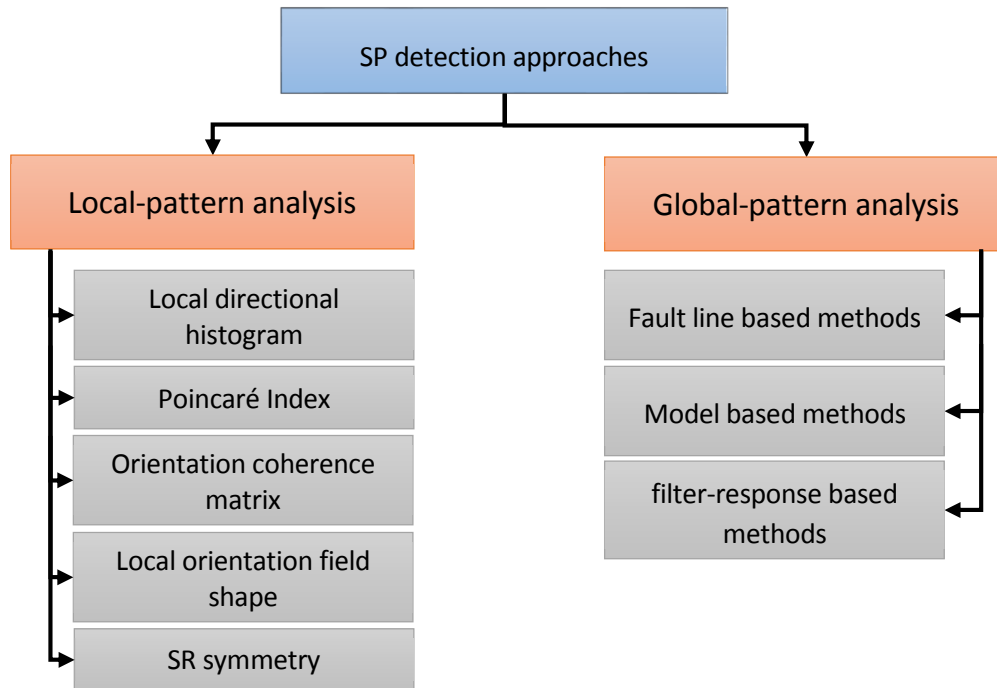 SP detection approaches
Local-pattern analysis
Local directional
histogram
Poincaré Index
Orientation coherence
matrix
Local orientation field
shape
SR symmetry
Global-pattern analysis
Fault line based methods
Model based methods
filter-response based
methods